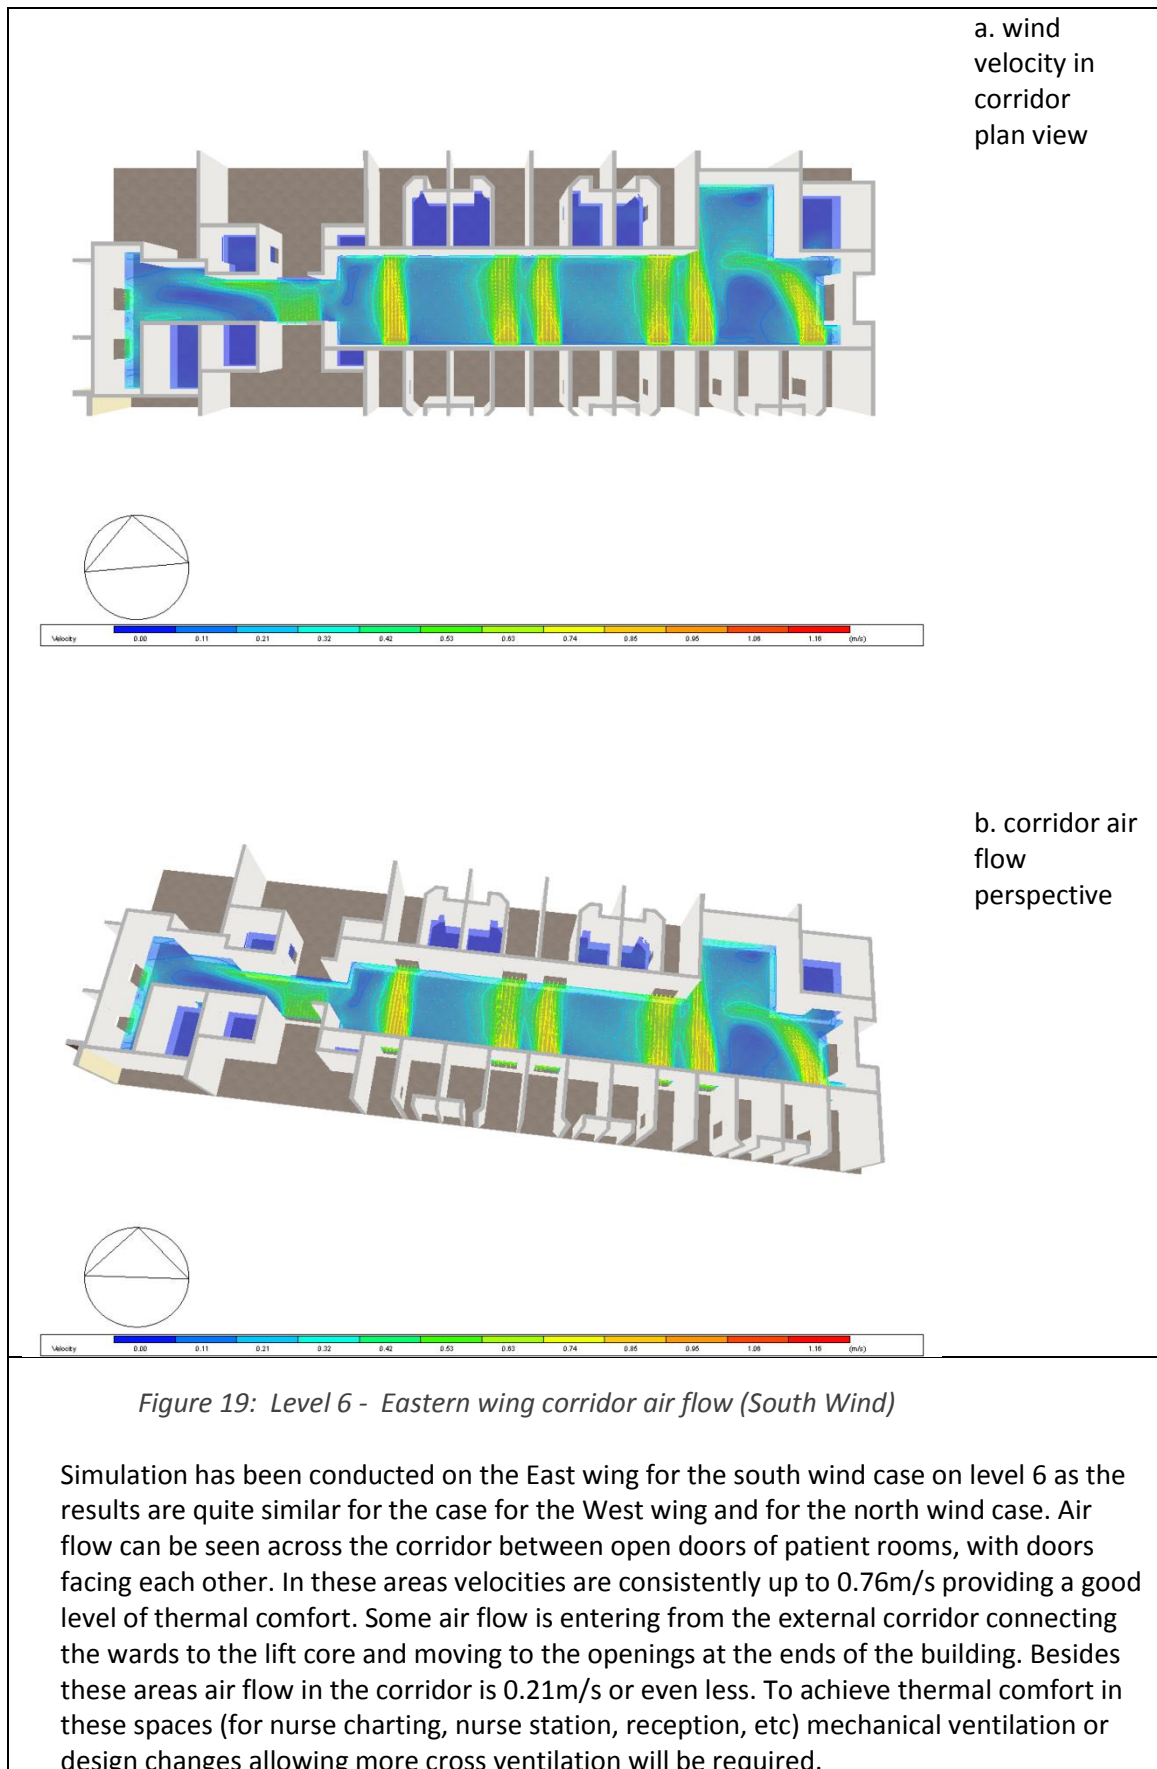 a. wind
velocity in
corridor
plan view
Velocity 0.00 0.11 0.21 0.32 0.42 0.53 0.63 0.74 0.85 0.95 1.06 1.16 (m/s)
b. corridor air
flow
perspective
Velocity 0.00 0.11 0.21 0.32 0.42 0.53 0.63 0.74 0.85 0.95 1.06 1.16 (m/s)
Figure 19: Level 6 - Eastern wing corridor air flow (South Wind)
Simulation has been conducted on the East wing for the south wind case on level 6 as the
results are quite similar for the case for the West wing and for the north wind case. Air
flow can be seen across the corridor between open doors of patient rooms, with doors
facing each other. In these areas velocities are consistently up to 0.76m/s providing a good
level of thermal comfort. Some air flow is entering from the external corridor connecting
the wards to the lift core and moving to the openings at the ends of the building. Besides
these areas air flow in the corridor is 0.21m/s or even less. To achieve thermal comfort in
these spaces (for nurse charting, nurse station, reception, etc) mechanical ventilation or
design changes allowing more cross ventilation will be required.